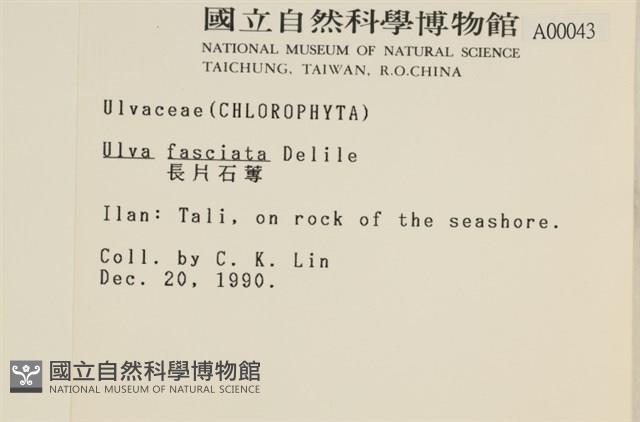 國立自然科學博物館
A00043
NATIONAL MUSEUM OF NATURAL SCIENCE
TAICHUNG, TAIWAN, R.O.CHINA
Ulvaceae(CHLOROPHYTA)
Ulva fasciata Delile
長片石蓴
Ilan: Tali, on rock of the seashore.
Coll. by C. K. Lin
Dec. 20, 1990.
國立自然科學博物館
NATIONAL MUSEUM OF NATURAL SCIENCE